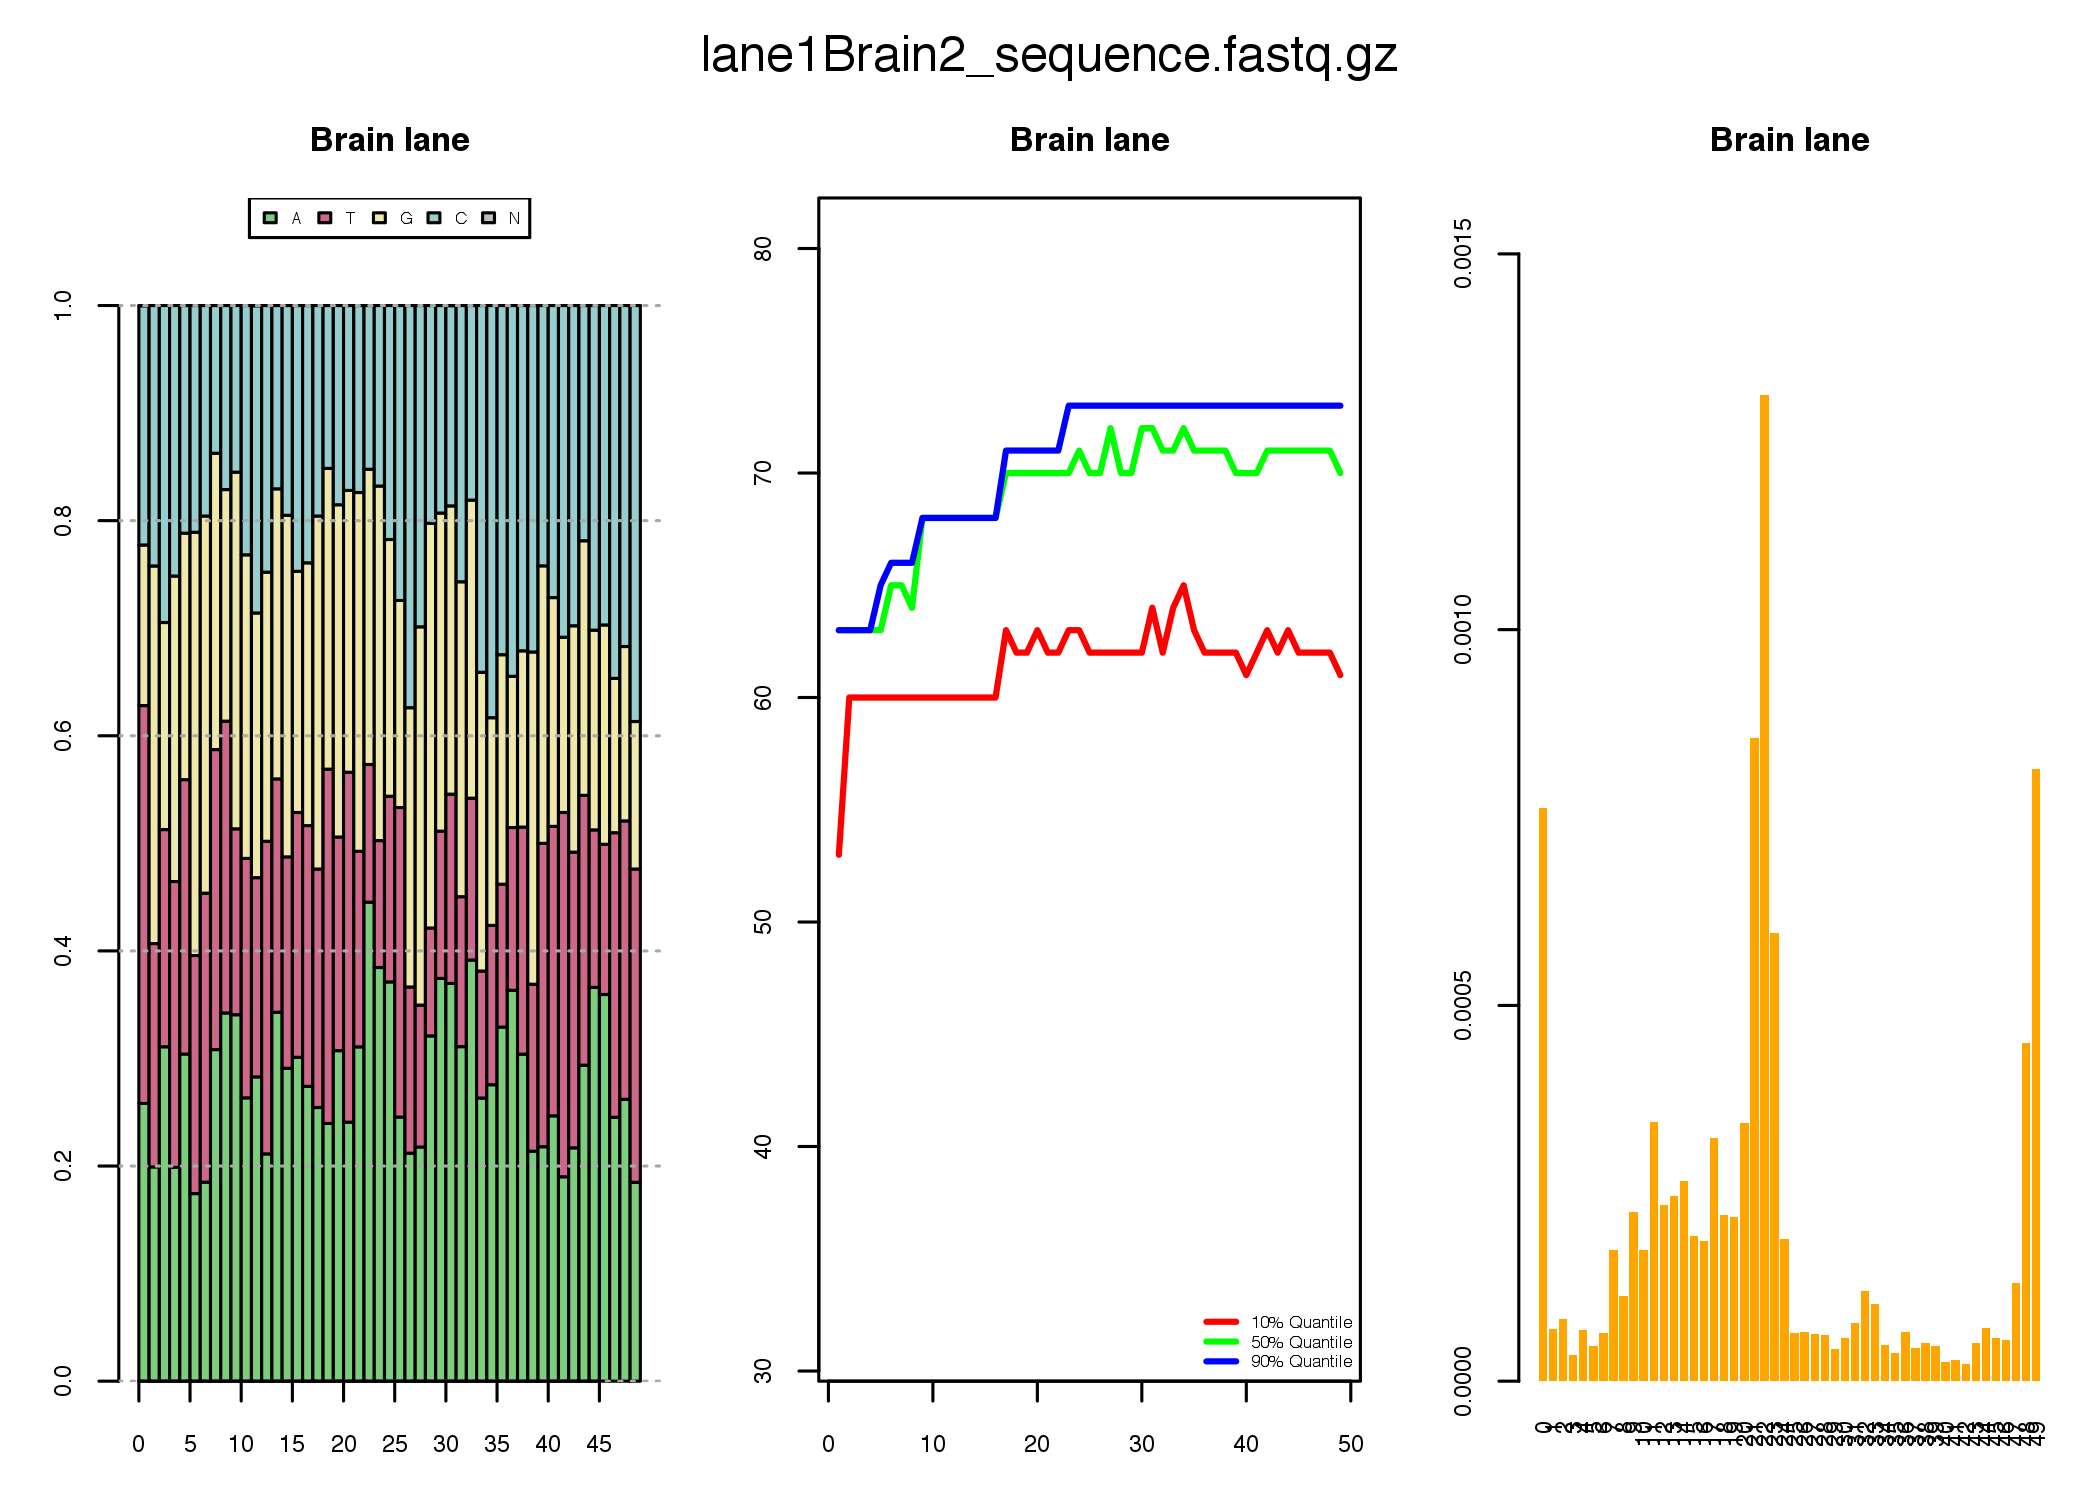 lane1Brain2_sequence.fastq.gz
Brain lane
A T G C N
1.0
0.8
0.6
0.4
0.2
0.0
0 5 10 15 20 25 30 35 40 45
Brain lane
80
70
60
50
40
30
10% Quantile
50% Quantile
90% Quantile
0 10 20 30 40 50
Brain lane
0.0015
0.0010
0.0005
0.0000